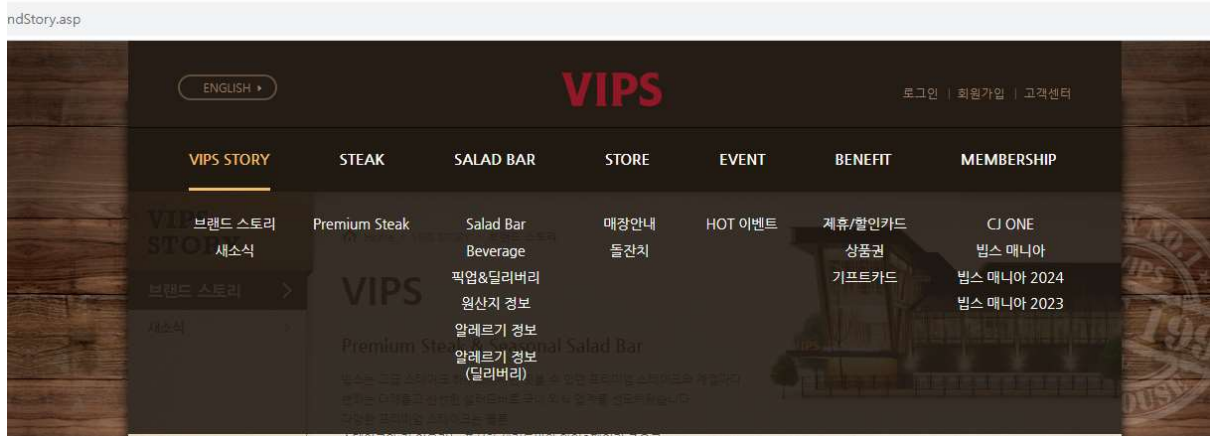 ndStory.asp
ENGLISH
VIPS
로그인 | 회원가입 | 고객센터
VIPS STORY STEAK SALAD BAR STORE EVENT BENEFIT MEMBERSHIP
브랜드 스토리 Premium Steak Salad Bar 매장안내 HOT 이벤트 제휴/할인카드 CJ ONE
새소식 Beverage 돌잔치 상품권 빕스 매니아
픽업&딜리버리 기프트카드 빕스 매니아 2024
원산지 정보 빕스 매니아 2023
알레르기 정보
알레르기 정보
(딜리버리)
VIPS
STORY
브랜드 스토리
새소식
VIPS
Premium Steak & Seasonal Salad Bar